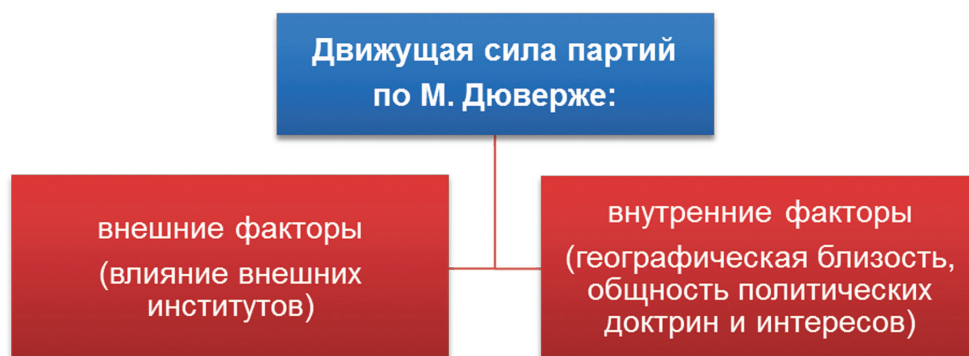 Движущая сила партий
по М. Дюверже:
внешние факторы
(влияние внешних
институтов)
внутренние факторы
(географическая близость,
общность политических
доктрин и интересов)